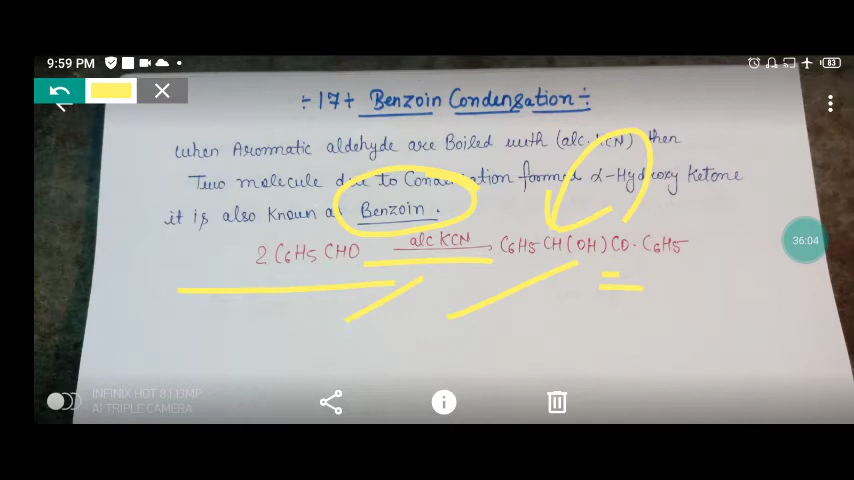 9:59 PM
83
÷ 17+ Benzoin Condensation ÷
When Aromatic aldehyde are Boiled with (alc. KCN) then
Two molecule due to Condensation formed α-Hydroxy Ketone
it is also known as Benzoin.
2 C6H5 CHO alc KCN C6H5 CH(OH) CO·C6H5
36:04
INFINIX HOT 8 | 13MP
AI TRIPLE CAMERA